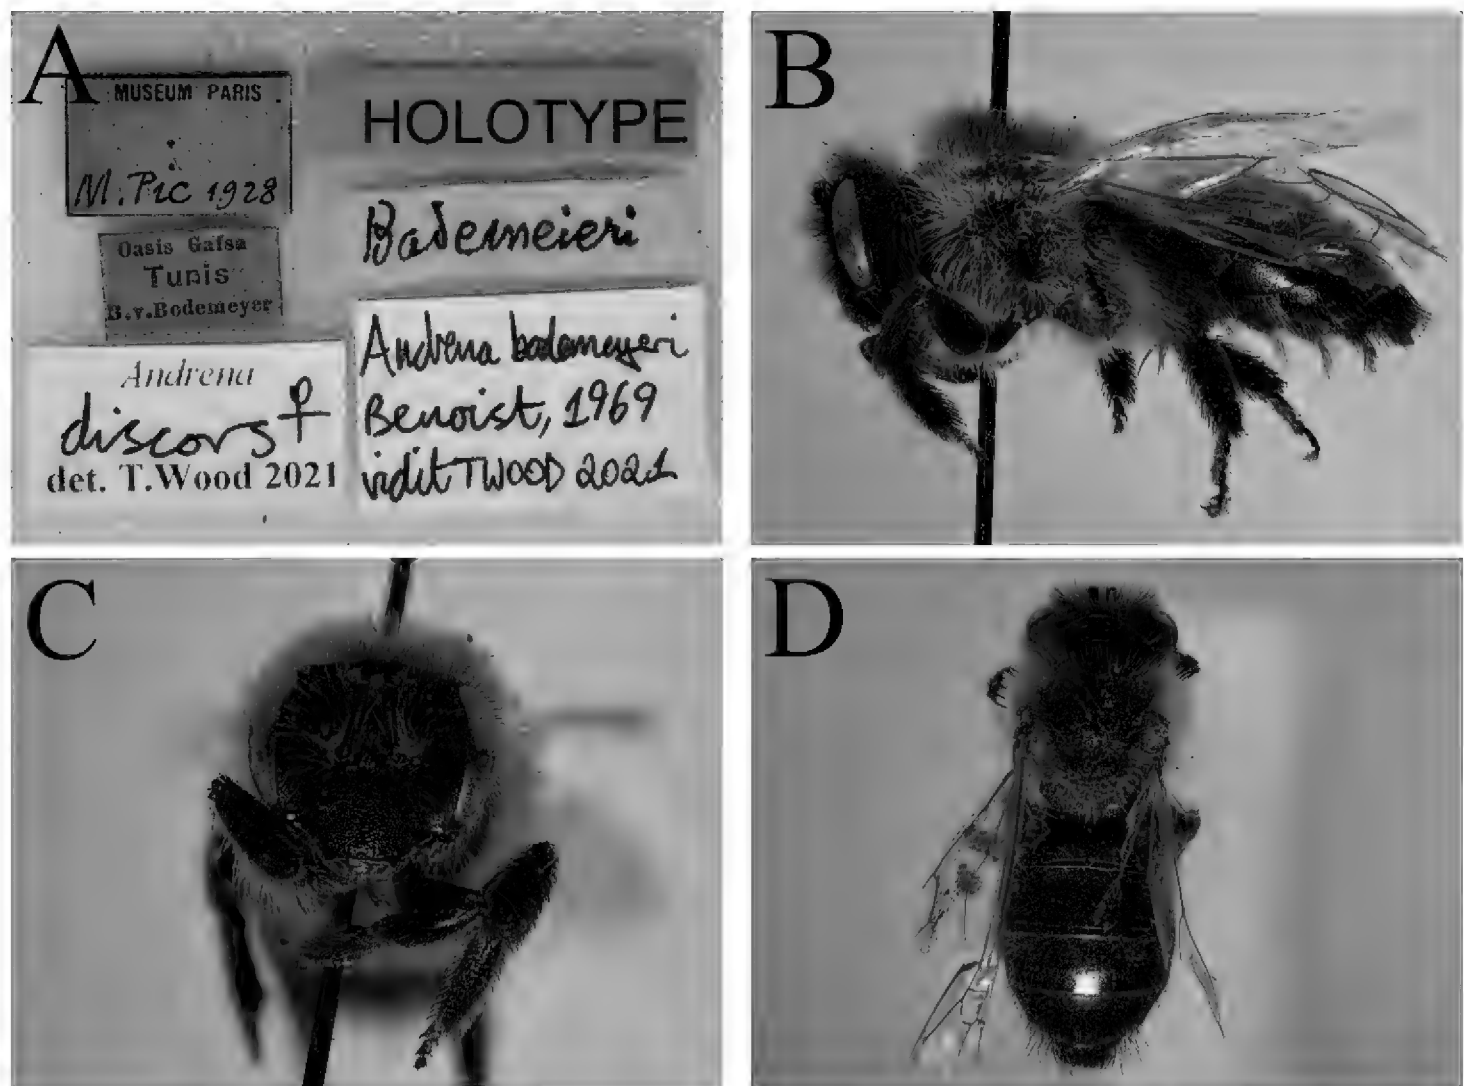 A
MUSEUM PARIS
M. Pic 1928
Oasis Gafsa
Tunis
B.v.Bodemeyer
Andrena
discors ♀
det. T.Wood 2021
HOLOTYPE
Bademeieri
Andrena bodemeyeri
Benoist, 1969
vidit TWOOD 2021
B
C
D